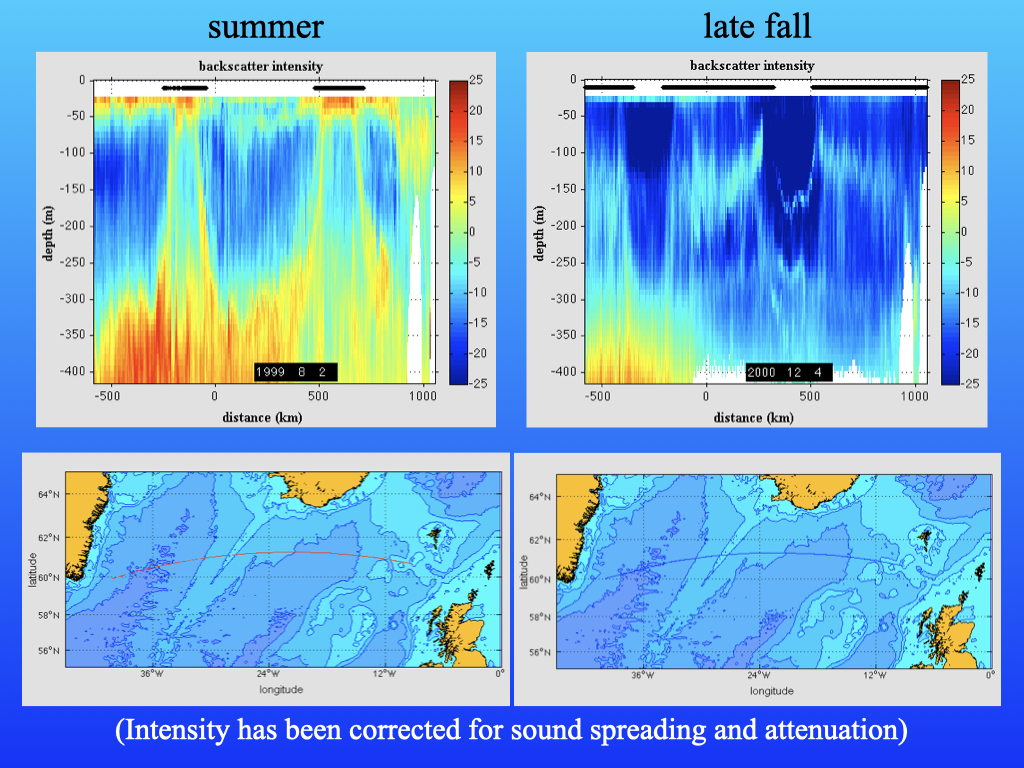 summer
late fall
backscatter intensity
0
-50
-100
-150
-200
-250
-300
-350
-400
depth (m)
1999 8 2
-500 0 500 1000
distance (km)
25
20
15
10
5
0
-5
-10
-15
-20
-25
backscatter intensity
0
-50
-100
-150
-200
-250
-300
-350
-400
depth (m)
2000 12 4
-500 0 500 1000
distance (km)
25
20
15
10
5
0
-5
-10
-15
-20
-25
64°N
62°N
60°N
58°N
56°N
latitude
36°W 24°W 12°W 0°
longitude
64°N
62°N
60°N
58°N
56°N
latitude
36°W 24°W 12°W 0°
longitude
(Intensity has been corrected for sound spreading and attenuation)